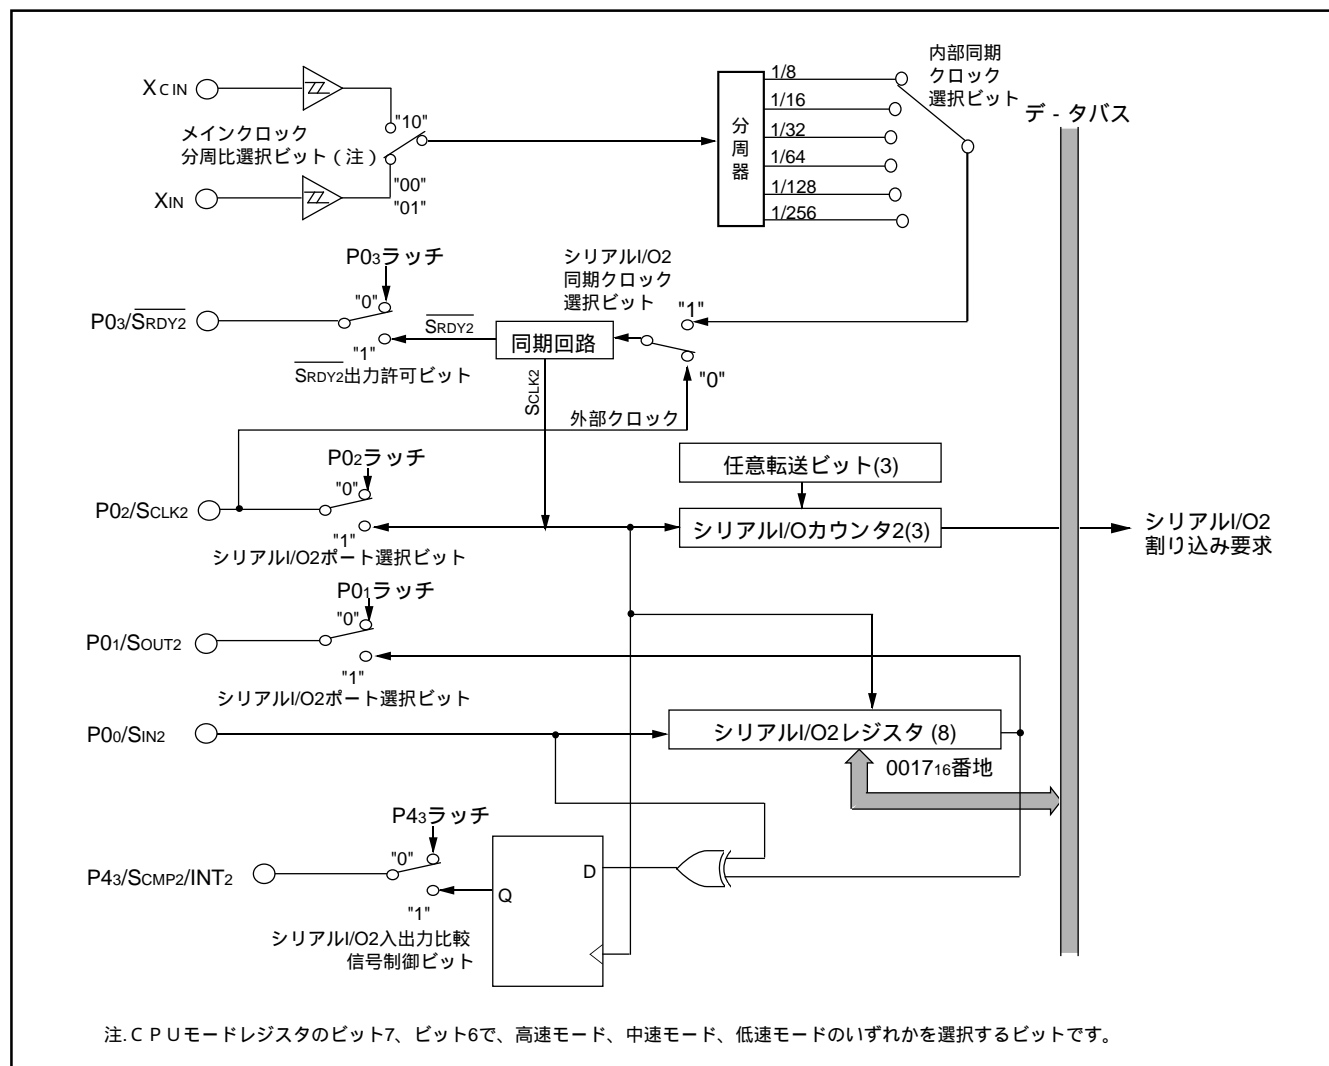 XCIN
メインクロック
分周比選択ビット（注）
XIN
"10"
"00"
"01"
分周器
1/8
1/16
1/32
1/64
1/128
1/256
内部同期
クロック
選択ビット
デ - タバス
P03ラッチ
"0"
P03/SRDY2
"1"
SRDY2出力許可ビット
SRDY2
同期回路
シリアルI/O2
同期クロック
選択ビット
"1"
"0"
SCLK2
外部クロック
P02ラッチ
"0"
P02/SCLK2
"1"
シリアルI/O2ポート選択ビット
任意転送ビット(3)
シリアルI/Oカウンタ2(3)
シリアルI/O2
割り込み要求
P01ラッチ
"0"
P01/SOUT2
"1"
シリアルI/O2ポート選択ビット
P00/SIN2
シリアルI/O2レジスタ (8)
001716番地
P43ラッチ
"0"
P43/SCMP2/INT2
"1"
シリアルI/O2入出力比較
信号制御ビット
Q
D
注.ＣＰＵモードレジスタのビット7、ビット6で、高速モード、中速モード、低速モードのいずれかを選択するビットです。